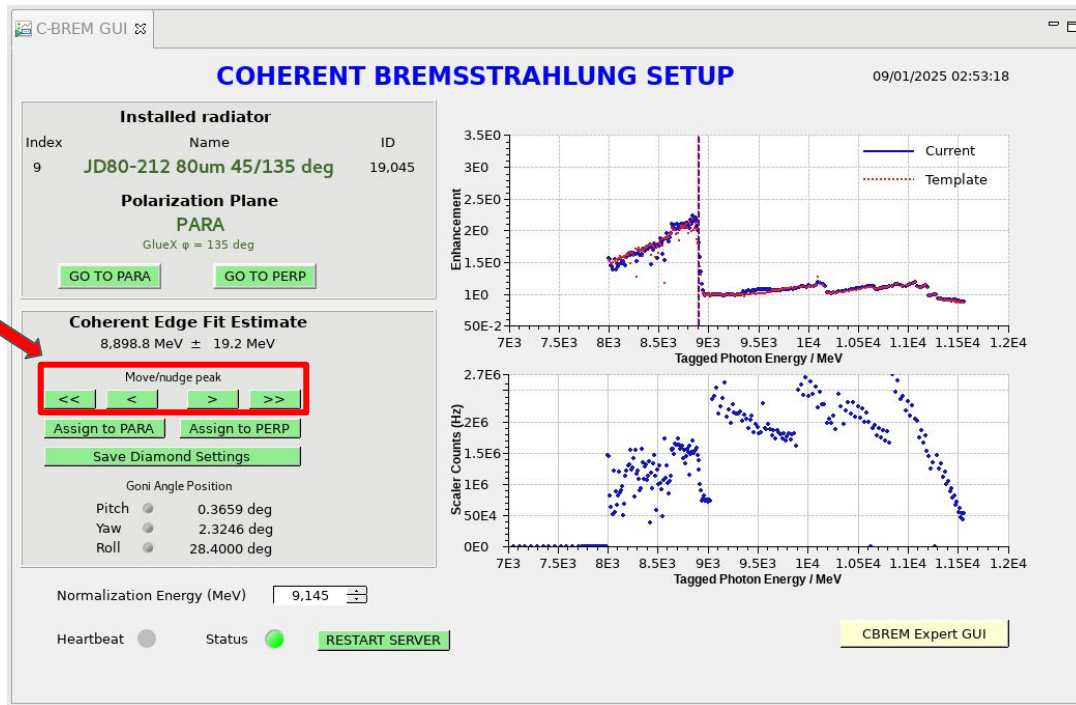 C-BREM GUI
COHERENT BREMSSTRAHLUNG SETUP
09/01/2025 02:53:18
Installed radiator
Index Name ID
9 JD80-212 80um 45/135 deg 19,045
Polarization Plane
PARA
GlueX φ = 135 deg
GO TO PARA GO TO PERP
Coherent Edge Fit Estimate
8,898.8 MeV ± 19.2 MeV
Move/nudge peak
<< < > >>
Assign to PARA Assign to PERP
Save Diamond Settings
Goni Angle Position
Pitch 0.3659 deg
Yaw 2.3246 deg
Roll 28.4000 deg
Normalization Energy (MeV) 9,145
Heartbeat Status RESTART SERVER
Enhancement
3.5E0
3E0
2.5E0
2E0
1.5E0
1E0
50E-2
Current
Template
7E3 7.5E3 8E3 8.5E3 9E3 9.5E3 1E4 1.05E4 1.1E4 1.15E4 1.2E4
Tagged Photon Energy / MeV
Scaler Counts (Hz)
2.7E6
2E6
1.5E6
1E6
50E4
0E0
7E3 7.5E3 8E3 8.5E3 9E3 9.5E3 1E4 1.05E4 1.1E4 1.15E4 1.2E4
Tagged Photon Energy / MeV
CBREM Expert GUI